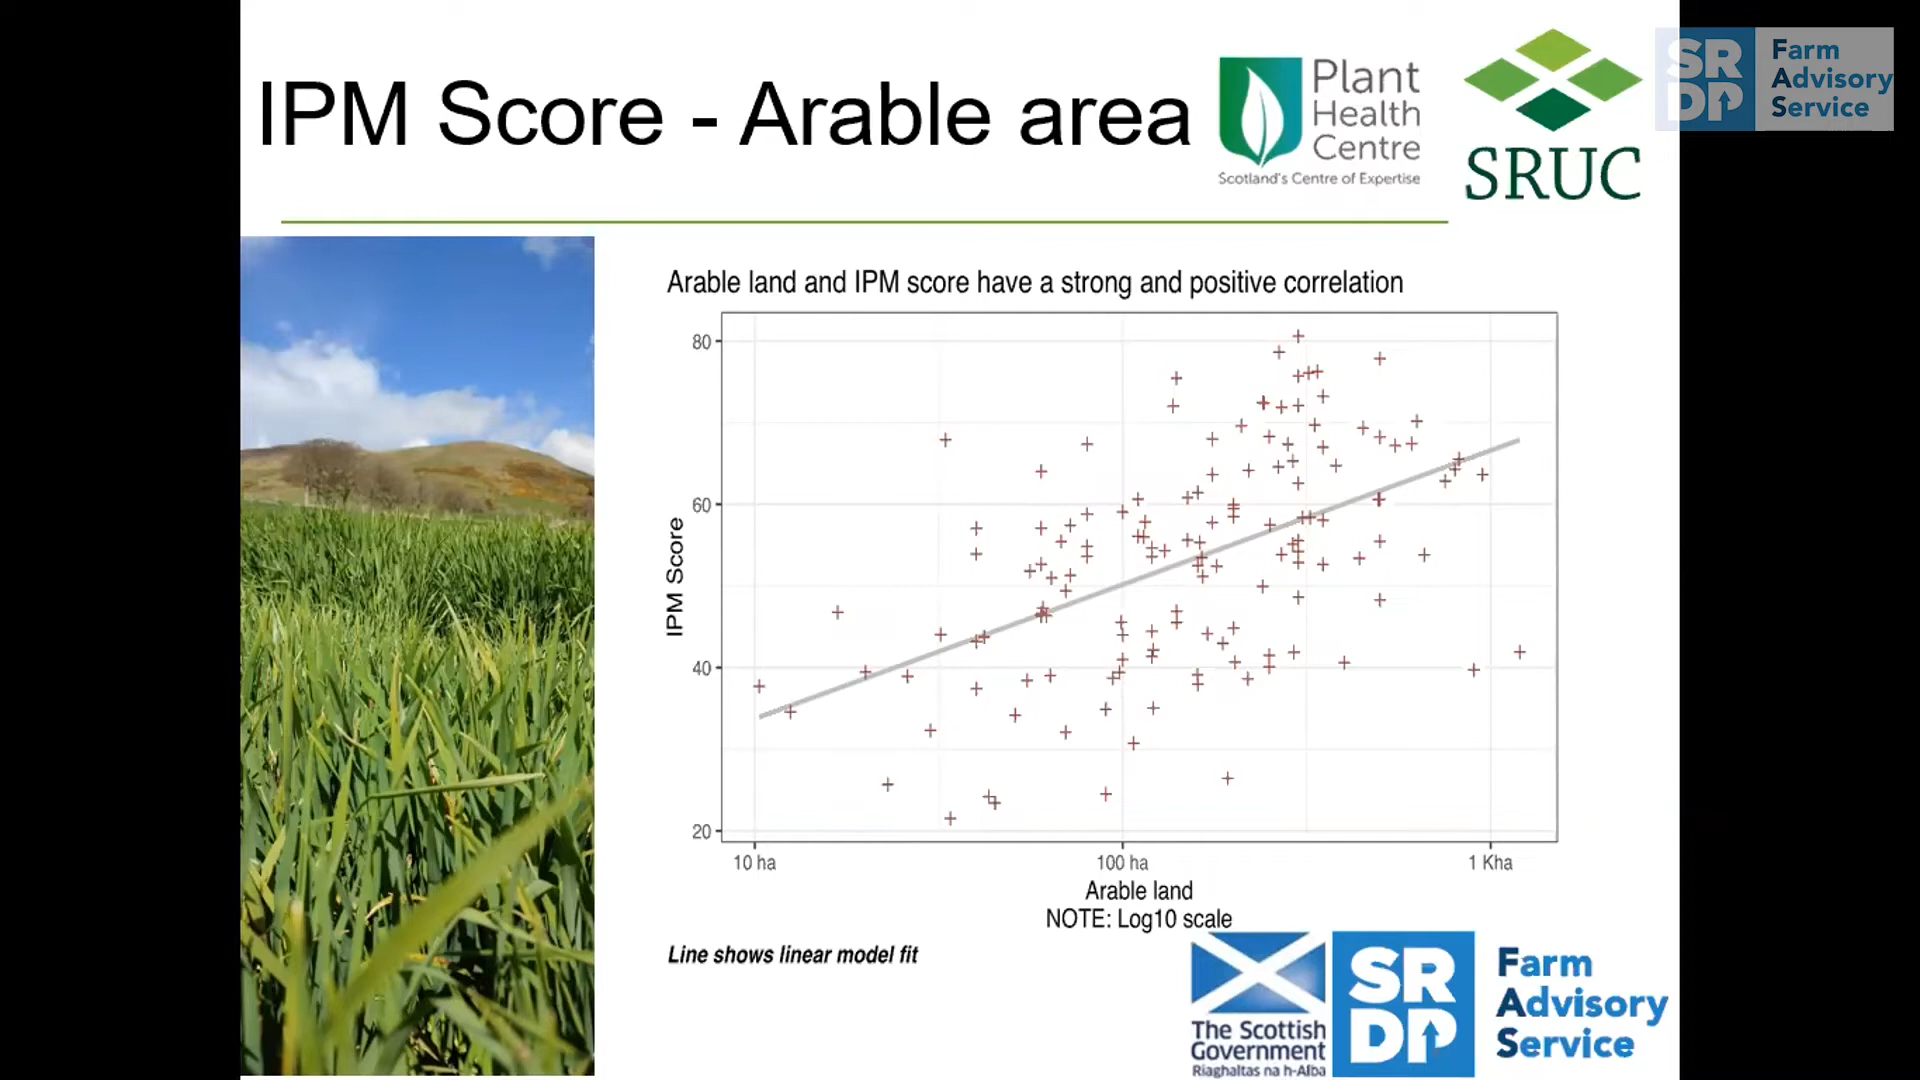 IPM Score - Arable area
Plant
Health
Centre
Scotland's Centre of Expertise
SRUC
SR
DP
Farm
Advisory
Service
Arable land and IPM score have a strong and positive correlation
80
60
40
20
IPM Score
10 ha
100 ha
1 Kha
Arable land
NOTE: Log10 scale
Line shows linear model fit
The Scottish
Government
Riaghaltas na h-Alba
SR
DP
Farm
Advisory
Service